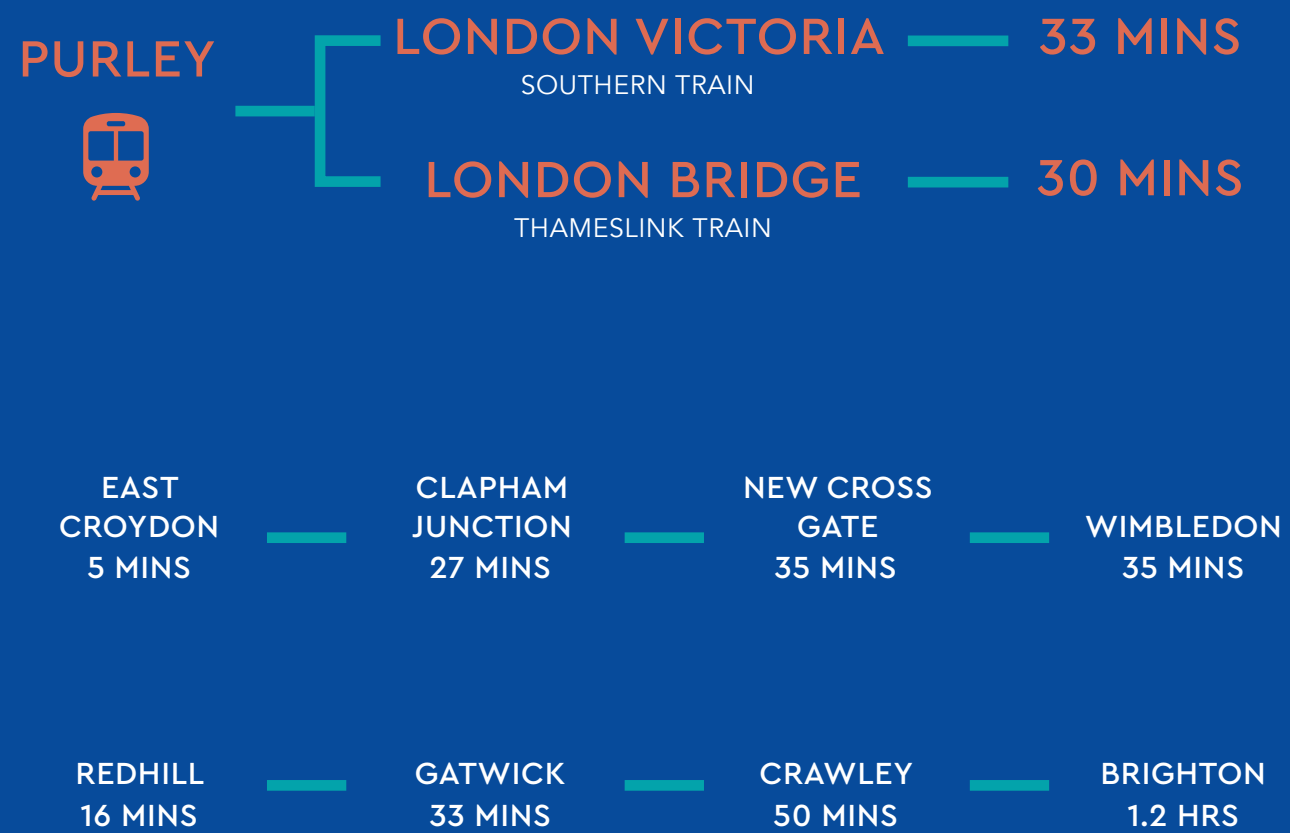 PURLEY
LONDON VICTORIA
33 MINS
SOUTHERN TRAIN
LONDON BRIDGE
30 MINS
THAMESLINK TRAIN
EAST
CROYDON
5 MINS
CLAPHAM
JUNCTION
27 MINS
NEW CROSS
GATE
35 MINS
WIMBLEDON
35 MINS
REDHILL
16 MINS
GATWICK
33 MINS
CRAWLEY
50 MINS
BRIGHTON
1.2 HRS